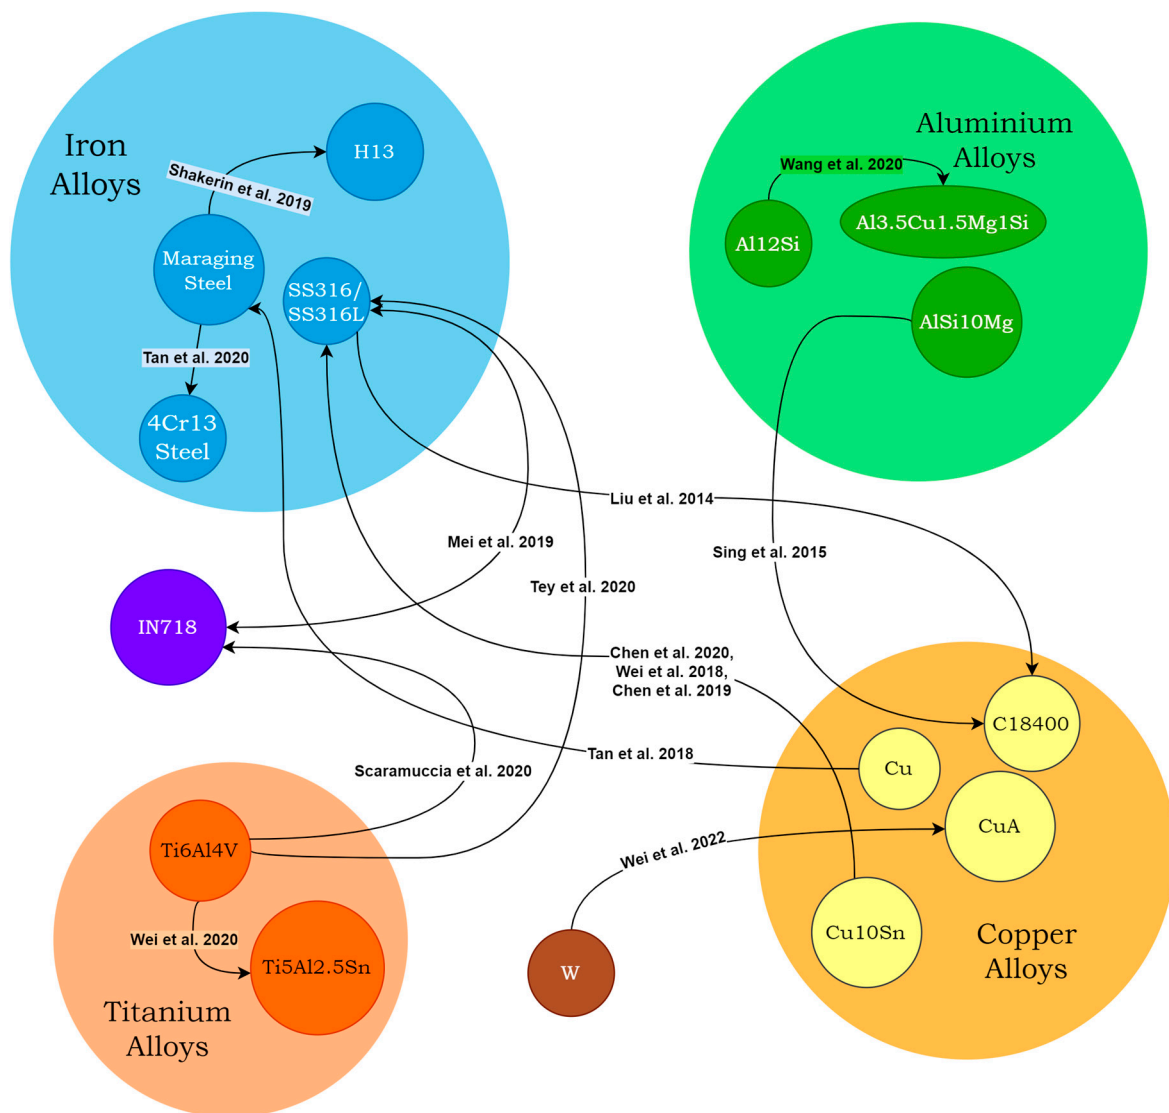 Iron
Alloys
H13
Shakerin et al. 2019
Maraging
Steel
SS316/
SS316L
Tan et al. 2020
4Cr13
Steel
Aluminium
Alloys
Wang et al. 2020
Al12Si
Al3.5Cu1.5Mg1Si
AlSi10Mg
Liu et al. 2014
Mei et al. 2019
Sing et al. 2015
Tey et al. 2020
IN718
Chen et al. 2020,
Wei et al. 2018,
Chen et al. 2019
Tan et al. 2018
Scaramuccia et al. 2020
C18400
Cu
CuA
Wei et al. 2022
Cu10Sn
Copper
Alloys
W
Ti6Al4V
Wei et al. 2020
Ti5Al2.5Sn
Titanium
Alloys